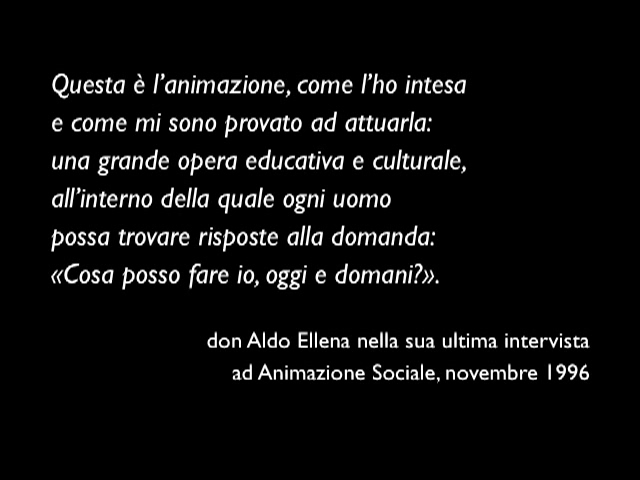 Questa è l'animazione, come l'ho intesa
e come mi sono provato ad attuarla:
una grande opera educativa e culturale,
all'interno della quale ogni uomo
possa trovare risposte alla domanda:
«Cosa posso fare io, oggi e domani?».
don Aldo Ellena nella sua ultima intervista
ad Animazione Sociale, novembre 1996